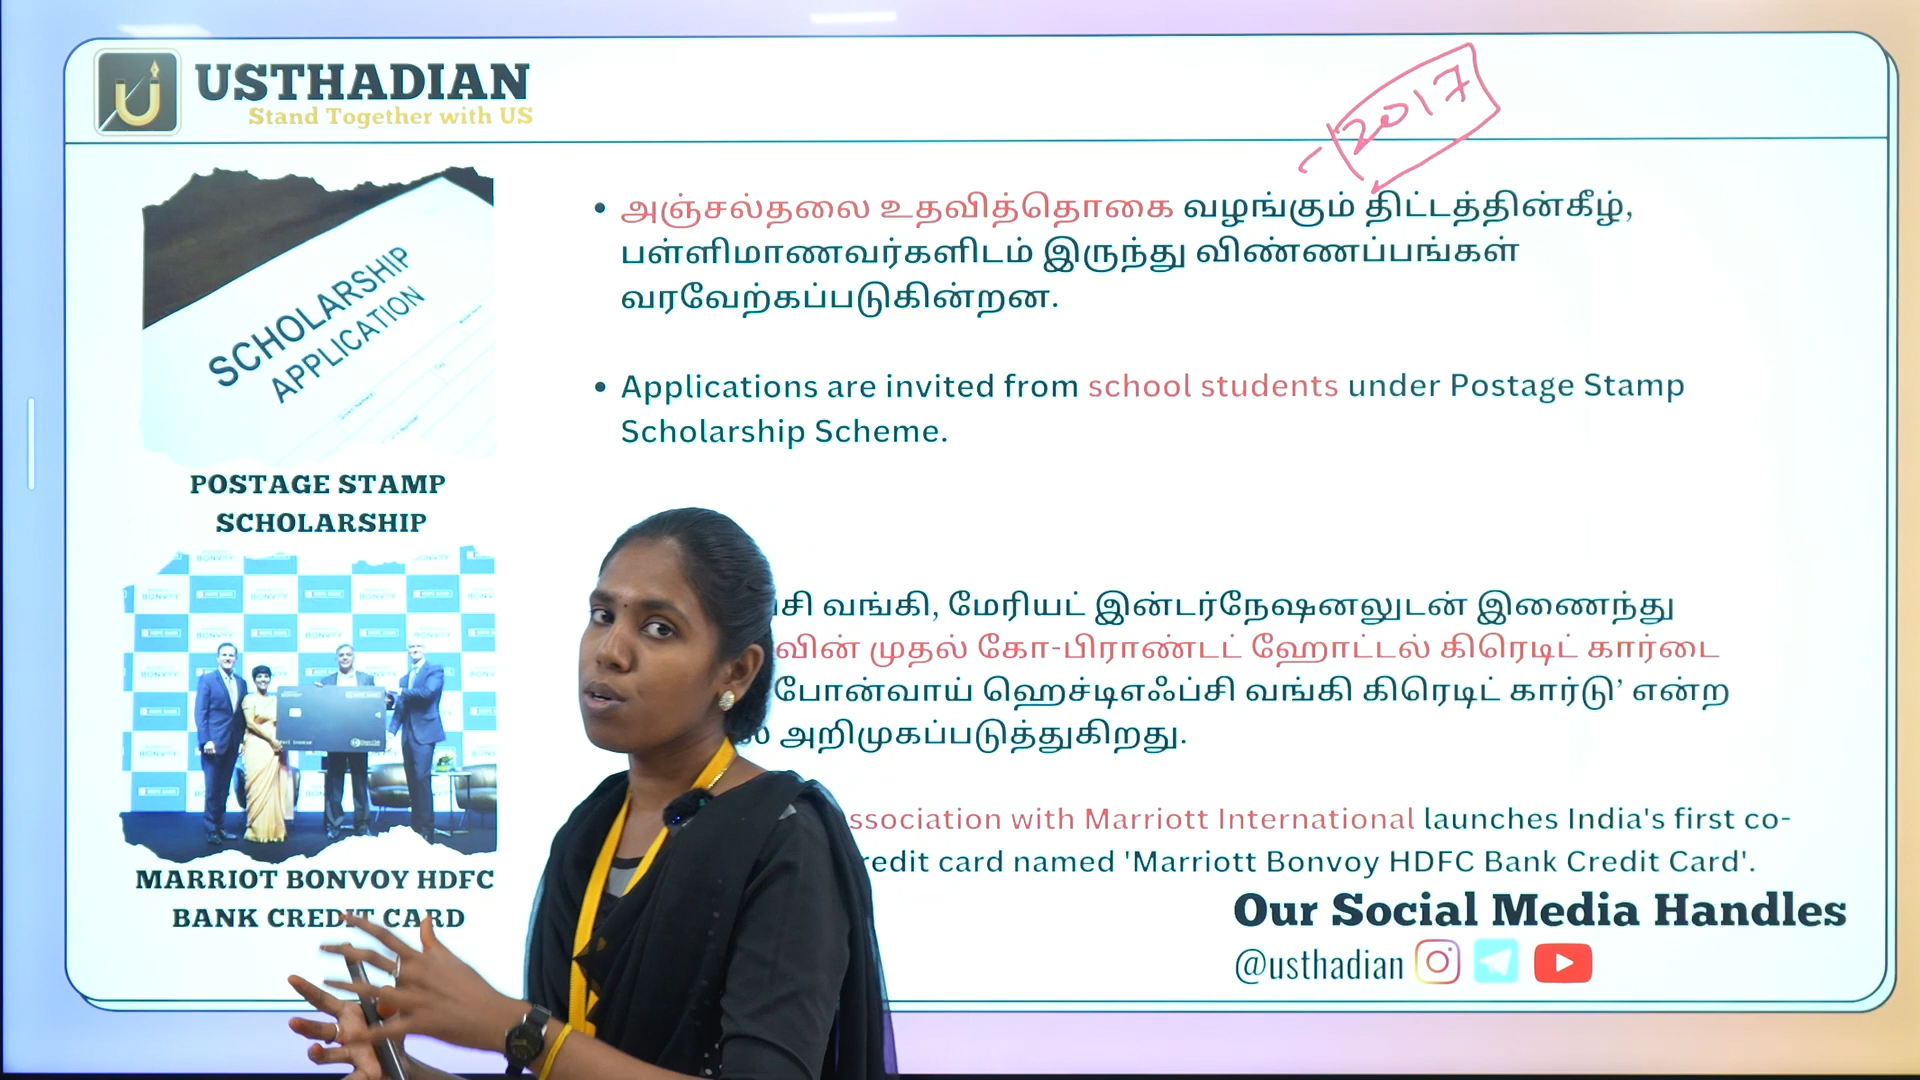 USTHADIAN
Stand Together with US
2017
SCHOLARSHIP
APPLICATION
POSTAGE STAMP
SCHOLARSHIP
அஞ்சல்தலை உதவித்தொகை வழங்கும் திட்டத்தின்கீழ்,
பள்ளிமாணவர்களிடம் இருந்து விண்ணப்பங்கள்
வரவேற்கப்படுகின்றன.
Applications are invited from school students under Postage Stamp
Scholarship Scheme.
MARRIOT BONVOY HDFC
BANK CREDIT CARD
வங்கி, மேரியட் இன்டர்நேஷனலுடன் இணைந்து
முதல் கோ-பிராண்டட் ஹோட்டல் கிரெடிட் கார்டை
போன்வாய் ஹெச்டிஎஃப்சி வங்கி கிரெடிட் கார்டு’ என்ற
அறிமுகப்படுத்துகிறது.
ssociation with Marriott International launches India's first co-
redit card named 'Marriott Bonvoy HDFC Bank Credit Card'.
Our Social Media Handles
@usthadian